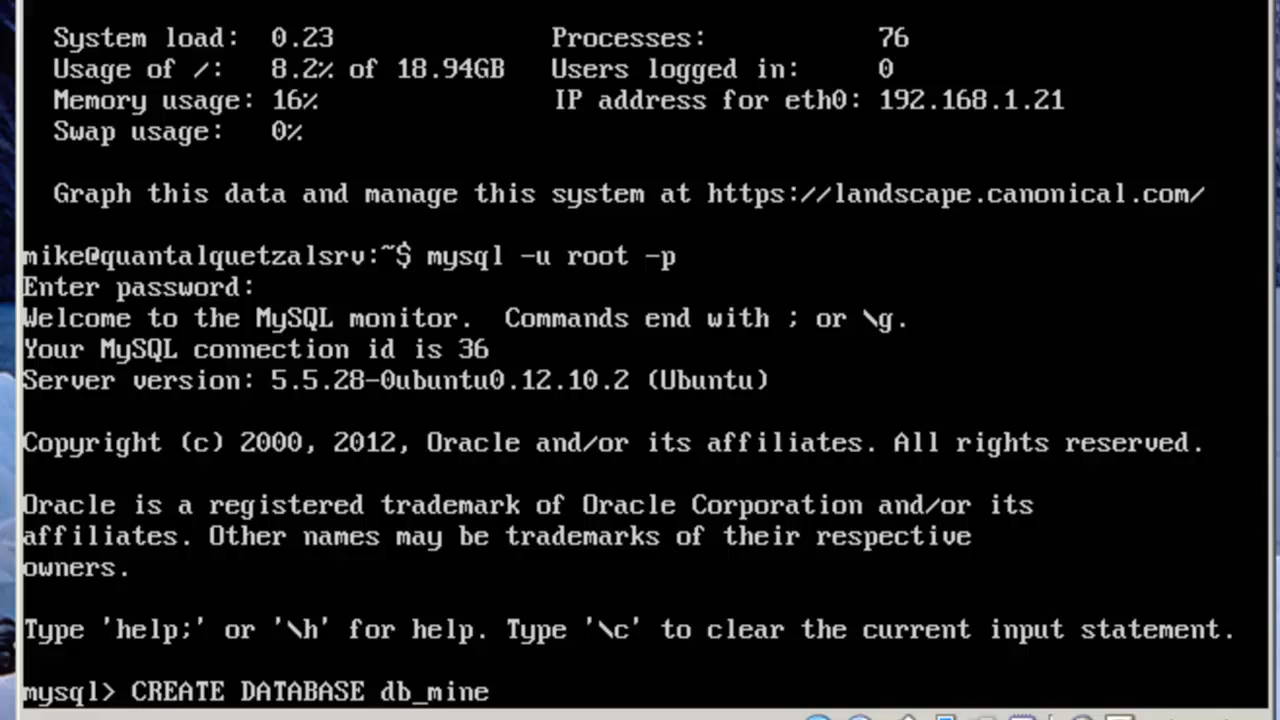 System load: 0.23 Processes: 76
Usage of /: 8.2% of 18.94GB Users logged in: 0
Memory usage: 16% IP address for eth0: 192.168.1.21
Swap usage: 0%
Graph this data and manage this system at https://landscape.canonical.com/
mike@quantalquetzalsrv:~$ mysql -u root -p
Enter password:
Welcome to the MySQL monitor.  Commands end with ; or \g.
Your MySQL connection id is 36
Server version: 5.5.28-0ubuntu0.12.10.2 (Ubuntu)
Copyright (c) 2000, 2012, Oracle and/or its affiliates. All rights reserved.
Oracle is a registered trademark of Oracle Corporation and/or its
affiliates. Other names may be trademarks of their respective
owners.
Type 'help;' or '\h' for help. Type '\c' to clear the current input statement.
mysql> CREATE DATABASE db_mine